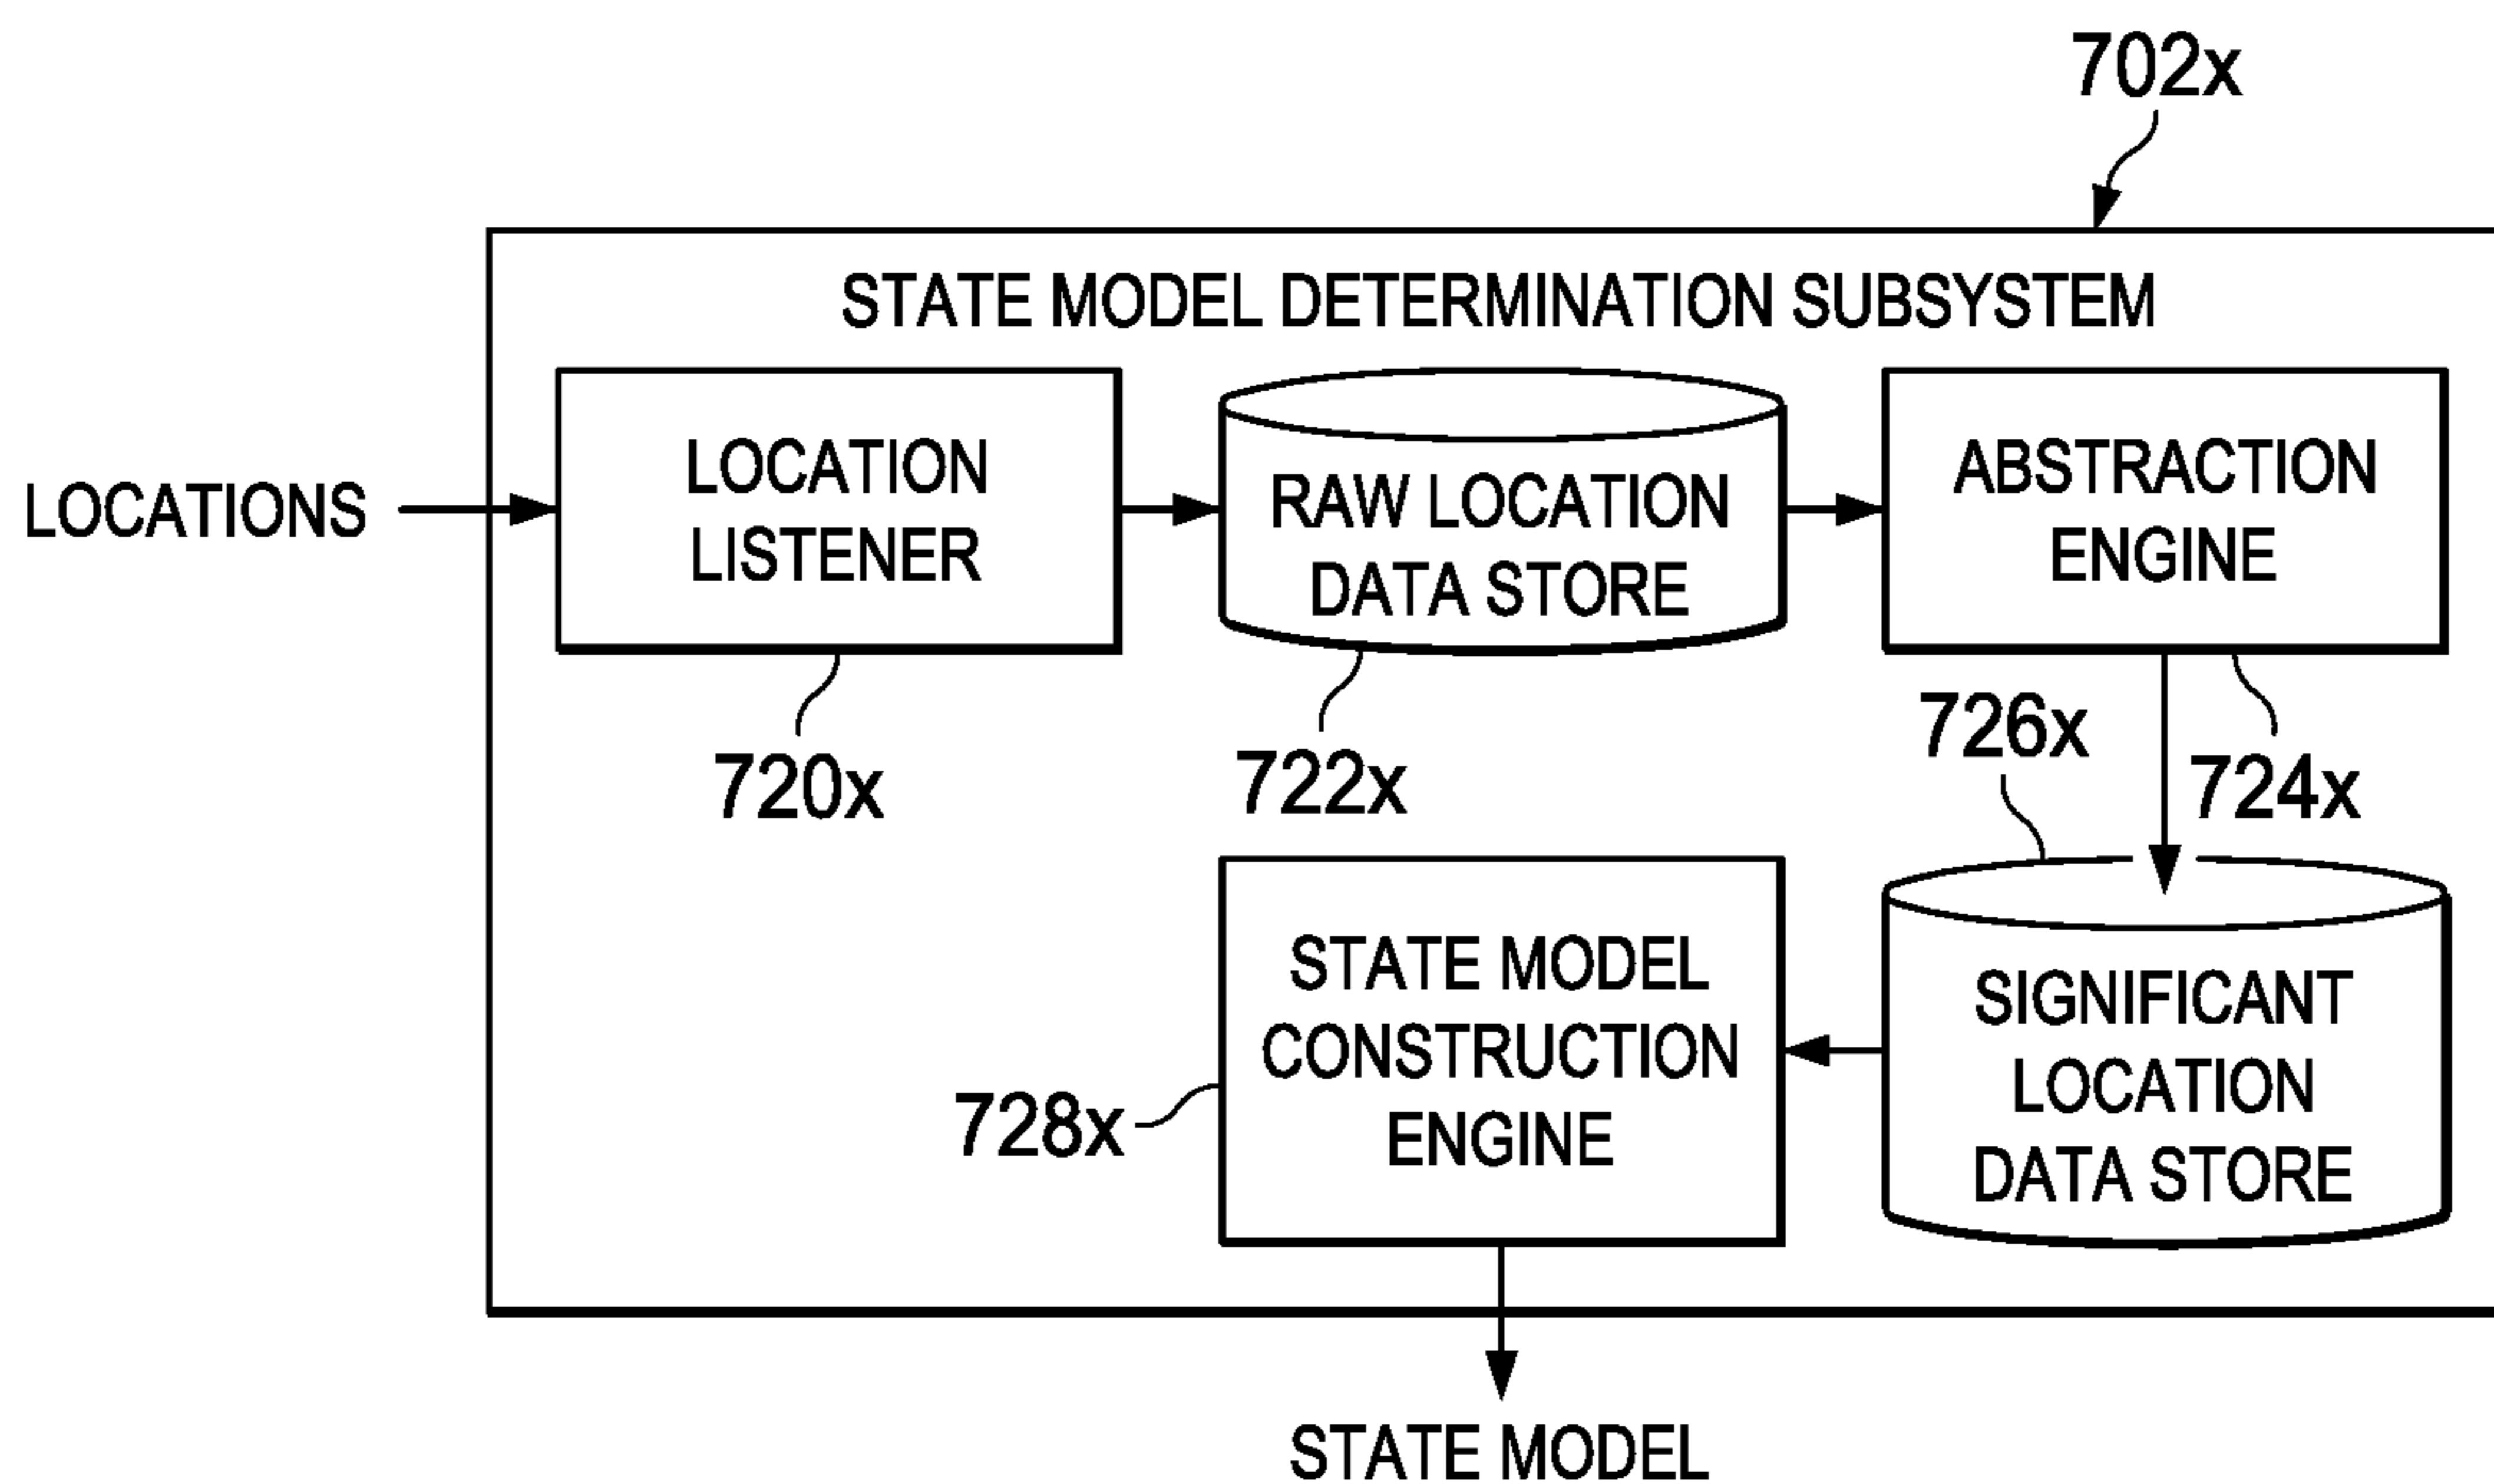 702x
STATE MODEL DETERMINATION SUBSYSTEM
LOCATIONS
LOCATION
LISTENER
RAW LOCATION
DATA STORE
ABSTRACTION
ENGINE
720x
722x
726x
724x
STATE MODEL
CONSTRUCTION
ENGINE
728x
SIGNIFICANT
LOCATION
DATA STORE
STATE MODEL